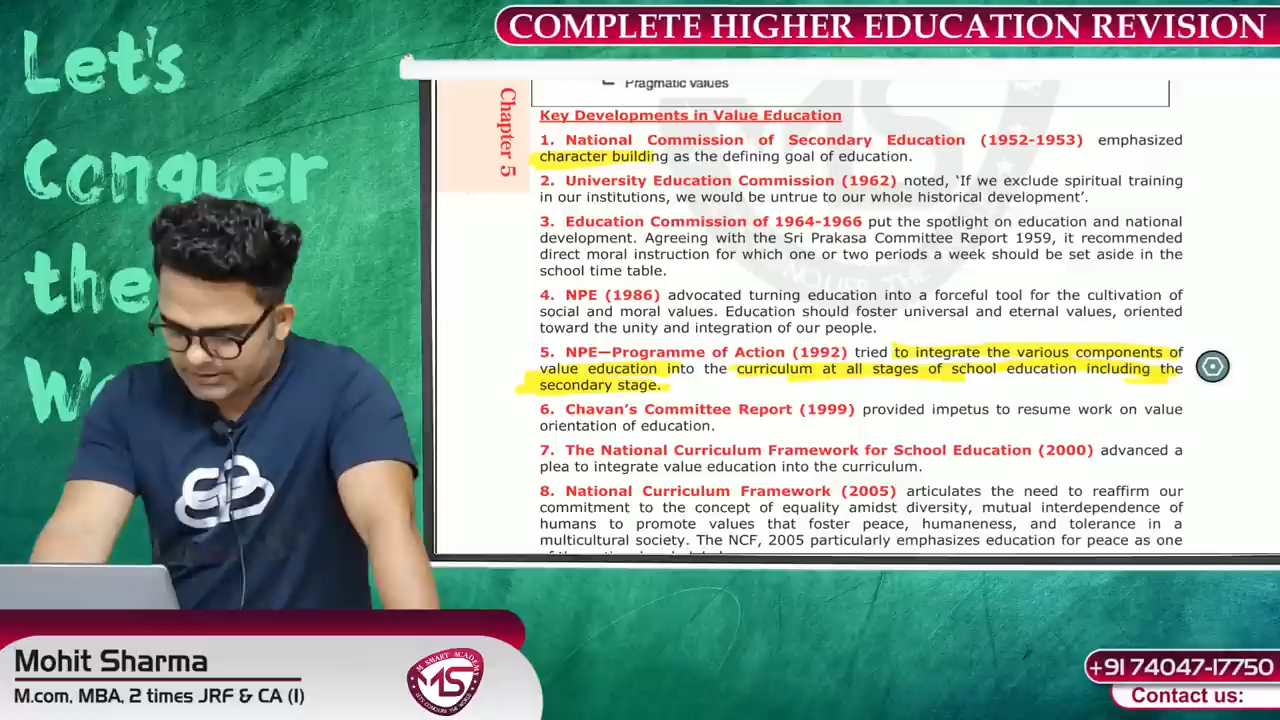 COMPLETE HIGHER EDUCATION REVISION
Let's
Conquer
the
Pragmatic values
Chapter 5
Key Developments in Value Education
1. National Commission of Secondary Education (1952-1953) emphasized
character building as the defining goal of education.
2. University Education Commission (1962) noted, 'If we exclude spiritual training
in our institutions, we would be untrue to our whole historical development'.
3. Education Commission of 1964-1966 put the spotlight on education and national
development. Agreeing with the Sri Prakasa Committee Report 1959, it recommended
direct moral instruction for which one or two periods a week should be set aside in the
school time table.
4. NPE (1986) advocated turning education into a forceful tool for the cultivation of
social and moral values. Education should foster universal and eternal values, oriented
toward the unity and integration of our people.
5. NPE—Programme of Action (1992) tried to integrate the various components of
value education into the curriculum at all stages of school education including the
secondary stage.
6. Chavan's Committee Report (1999) provided impetus to resume work on value
orientation of education.
7. The National Curriculum Framework for School Education (2000) advanced a
plea to integrate value education into the curriculum.
8. National Curriculum Framework (2005) articulates the need to reaffirm our
commitment to the concept of equality amidst diversity, mutual interdependence of
humans to promote values that foster peace, humaneness, and tolerance in a
multicultural society. The NCF, 2005 particularly emphasizes education for peace as one
Mohit Sharma
M.com, MBA, 2 times JRF & CA (I)
M SMART ACADEMY
MS
LETS CONQUER THE WORLD
+91 74047-17750
Contact us: